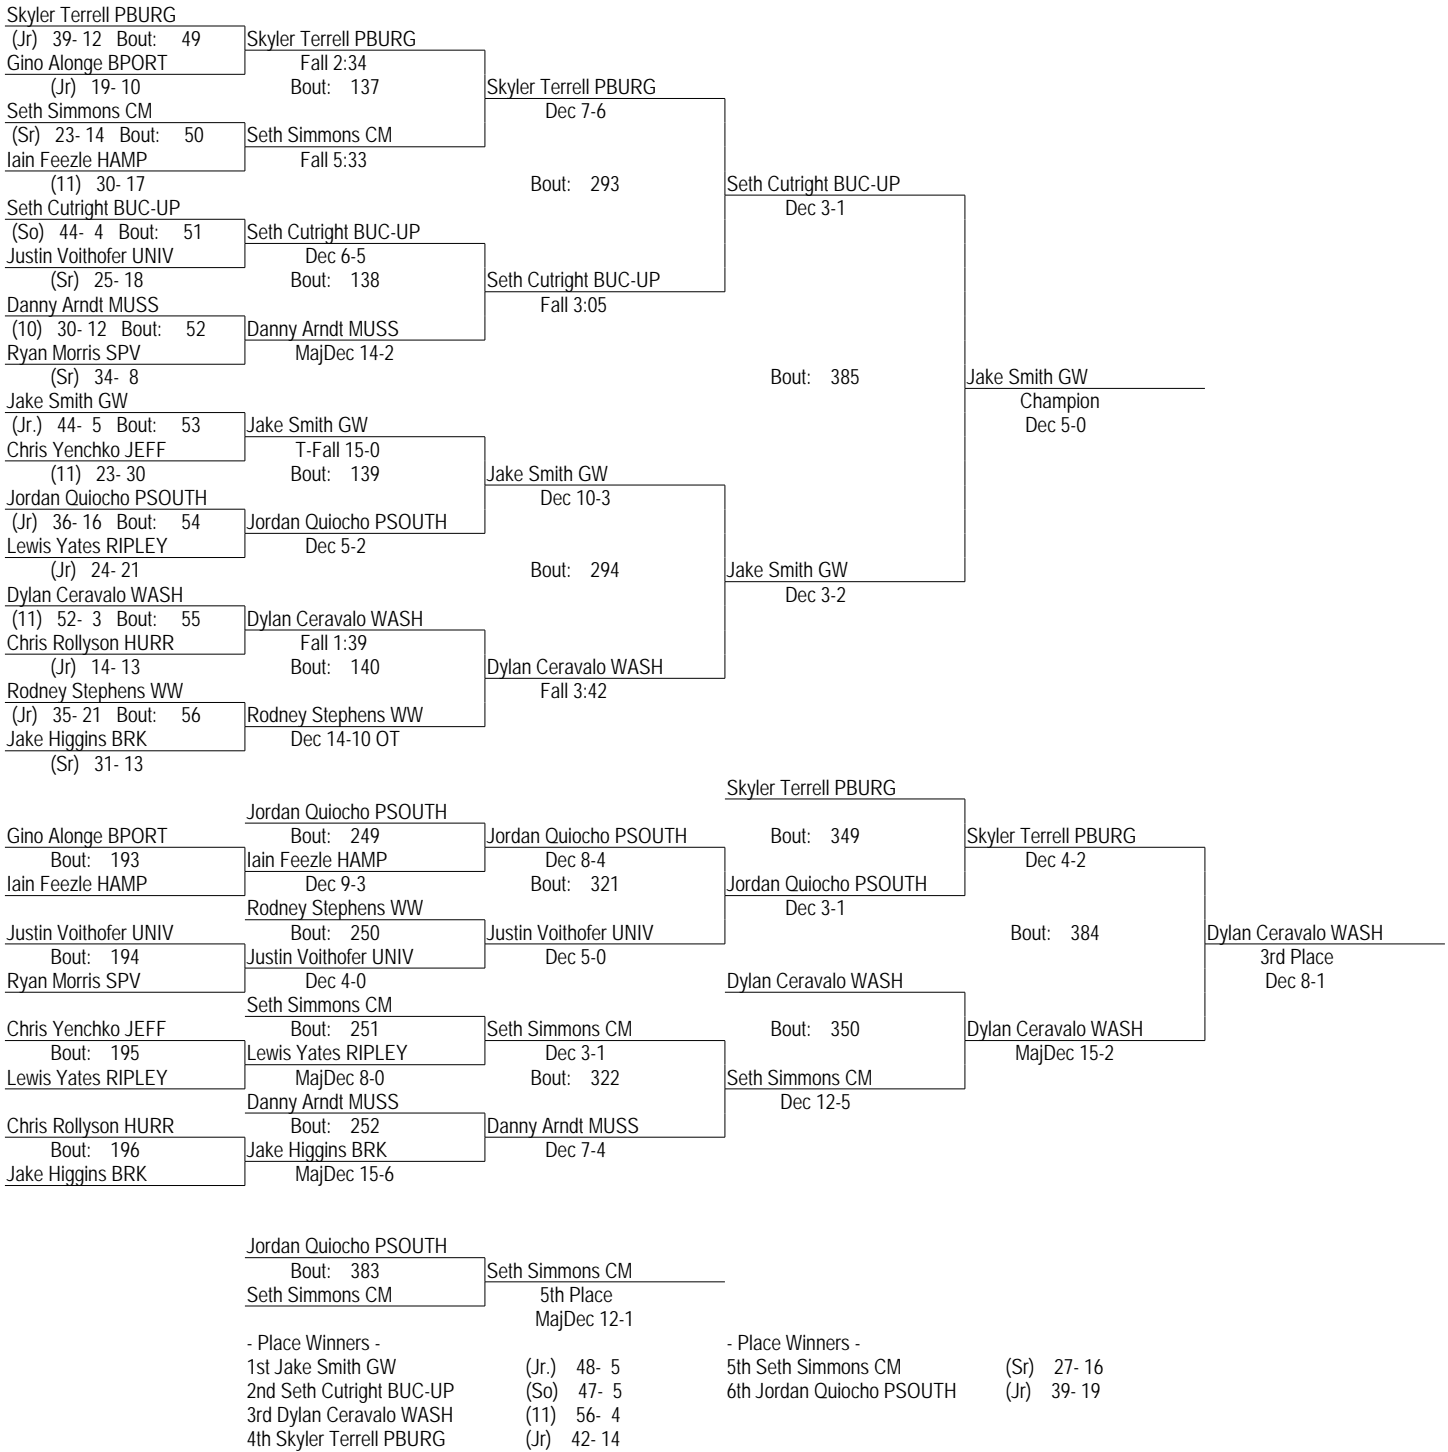 Skyler Terrell PBURG
(Jr) 39- 12 Bout: 49 Skyler Terrell PBURG
Gino Alonge BPORT Fall 2:34
(Jr) 19- 10 Bout: 137 Skyler Terrell PBURG
Seth Simmons CM Dec 7-6
(Sr) 23- 14 Bout: 50 Seth Simmons CM
Iain Feezle HAMP Fall 5:33
(11) 30- 17 Bout: 293 Seth Cutright BUC-UP
Seth Cutright BUC-UP Dec 3-1
(So) 44- 4 Bout: 51 Seth Cutright BUC-UP
Justin Voithofer UNIV Dec 6-5
(Sr) 25- 18 Bout: 138 Seth Cutright BUC-UP
Danny Arndt MUSS Fall 3:05
(10) 30- 12 Bout: 52 Danny Arndt MUSS
Ryan Morris SPV MajDec 14-2
(Sr) 34- 8 Bout: 385 Jake Smith GW
Jake Smith GW Champion
(Jr.) 44- 5 Bout: 53 Jake Smith GW Dec 5-0
Chris Yenchko JEFF T-Fall 15-0
(11) 23- 30 Bout: 139 Jake Smith GW
Jordan Quiocho PSOUTH Dec 10-3
(Jr) 36- 16 Bout: 54 Jordan Quiocho PSOUTH
Lewis Yates RIPLEY Dec 5-2
(Jr) 24- 21 Bout: 294 Jake Smith GW
Dylan Ceravalo WASH Dec 3-2
(11) 52- 3 Bout: 55 Dylan Ceravalo WASH
Chris Rollyson HURR Fall 1:39
(Jr) 14- 13 Bout: 140 Dylan Ceravalo WASH
Rodney Stephens WW Fall 3:42
(Jr) 35- 21 Bout: 56 Rodney Stephens WW
Jake Higgins BRK Dec 14-10 OT
(Sr) 31- 13
Skyler Terrell PBURG
Jordan Quiocho PSOUTH
Gino Alonge BPORT Bout: 249 Jordan Quiocho PSOUTH Bout: 349 Skyler Terrell PBURG
Bout: 193 Iain Feezle HAMP Dec 8-4 Dec 4-2
Iain Feezle HAMP Dec 9-3 Bout: 321 Jordan Quiocho PSOUTH
Rodney Stephens WW Dec 3-1
Justin Voithofer UNIV Bout: 250 Justin Voithofer UNIV Bout: 384 Dylan Ceravalo WASH
Bout: 194 Justin Voithofer UNIV Dec 5-0 3rd Place
Ryan Morris SPV Dec 4-0 Dylan Ceravalo WASH Dec 8-1
Seth Simmons CM
Chris Yenchko JEFF Bout: 251 Seth Simmons CM Bout: 350 Dylan Ceravalo WASH
Bout: 195 Lewis Yates RIPLEY Dec 3-1 MajDec 15-2
Lewis Yates RIPLEY MajDec 8-0 Bout: 322 Seth Simmons CM
Danny Arndt MUSS Dec 12-5
Chris Rollyson HURR Bout: 252 Danny Arndt MUSS
Bout: 196 Jake Higgins BRK Dec 7-4
Jake Higgins BRK MajDec 15-6
Jordan Quiocho PSOUTH
Bout: 383 Seth Simmons CM
Seth Simmons CM 5th Place
MajDec 12-1
- Place Winners - - Place Winners -
1st Jake Smith GW (Jr.) 48- 5 5th Seth Simmons CM (Sr) 27- 16
2nd Seth Cutright BUC-UP (So) 47- 5 6th Jordan Quiocho PSOUTH (Jr) 39- 19
3rd Dylan Ceravalo WASH (11) 56- 4
4th Skyler Terrell PBURG (Jr) 42- 14